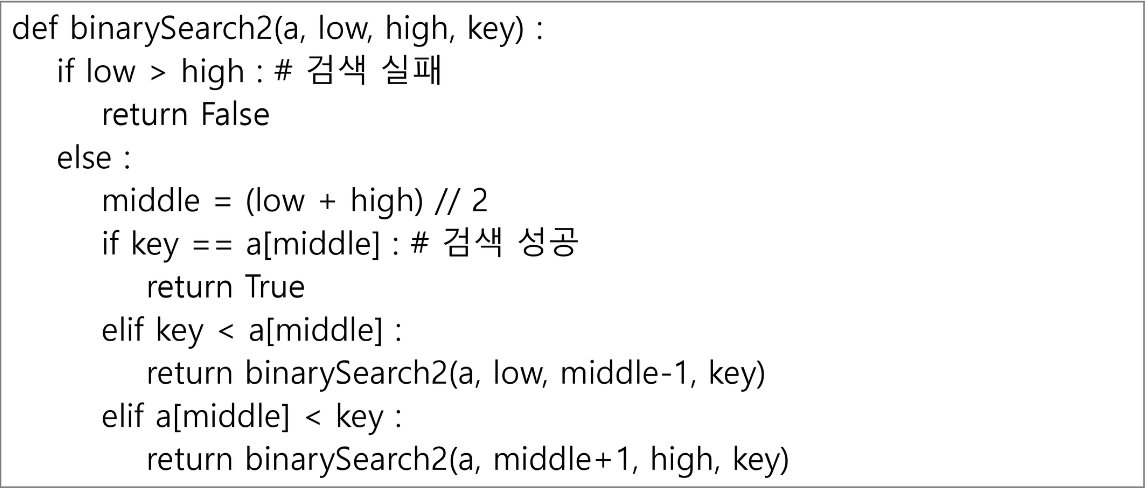 def binarySearch2(a, low, high, key) :
if low > high : # 검색 실패
return False
else :
middle = (low + high) // 2
if key == a[middle] : # 검색 성공
return True
elif key < a[middle] :
return binarySearch2(a, low, middle-1, key)
elif a[middle] < key :
return binarySearch2(a, middle+1, high, key)